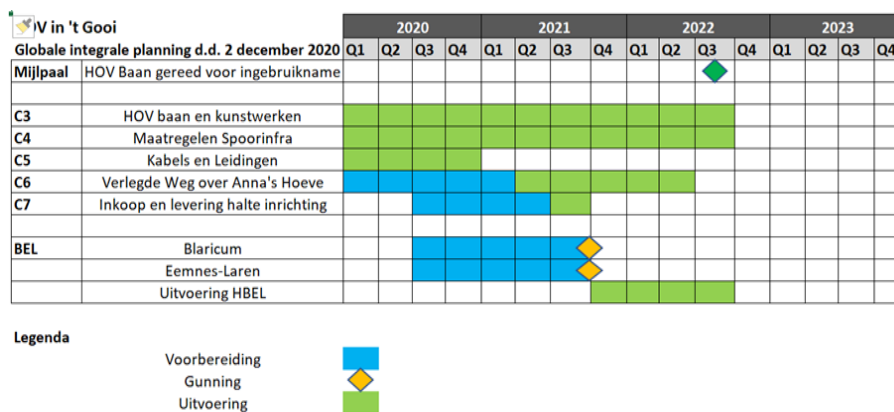 OV in 't Gooi 2020 2021 2022 2023
Globale integrale planning d.d. 2 december 2020 Q1 Q2 Q3 Q4 Q1 Q2 Q3 Q4 Q1 Q2 Q3 Q4 Q1 Q2 Q3 Q4
Mijlpaal HOV Baan gereed voor ingebruikname
C3 HOV baan en kunstwerken
C4 Maatregelen Spoorinfra
C5 Kabels en Leidingen
C6 Verlegde Weg over Anna's Hoeve
C7 Inkoop en levering halte inrichting
BEL Blaricum
Eemnes-Laren
Uitvoering HBEL
Legenda
Voorbereiding
Gunning
Uitvoering